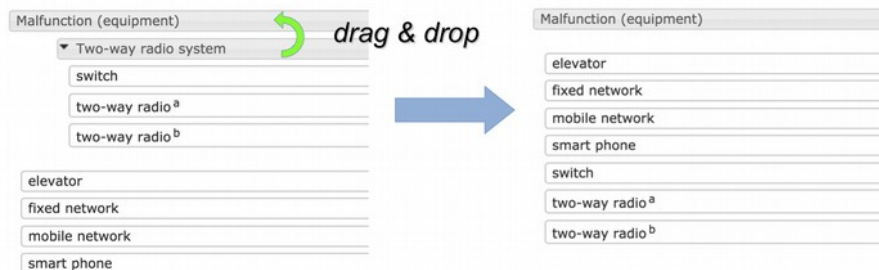 Malfunction (equipment)
Two-way radio system
switch
two-way radio a
two-way radio b
elevator
fixed network
mobile network
smart phone
drag & drop
Malfunction (equipment)
elevator
fixed network
mobile network
smart phone
switch
two-way radio a
two-way radio b